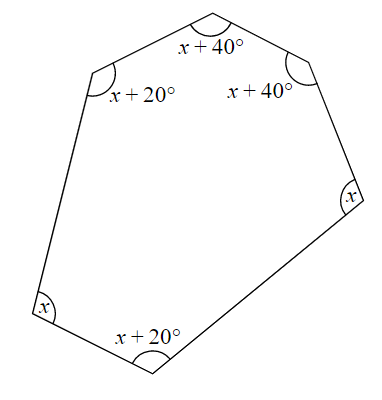 x + 40°
x + 20°
x + 40°
x
x
x + 20°